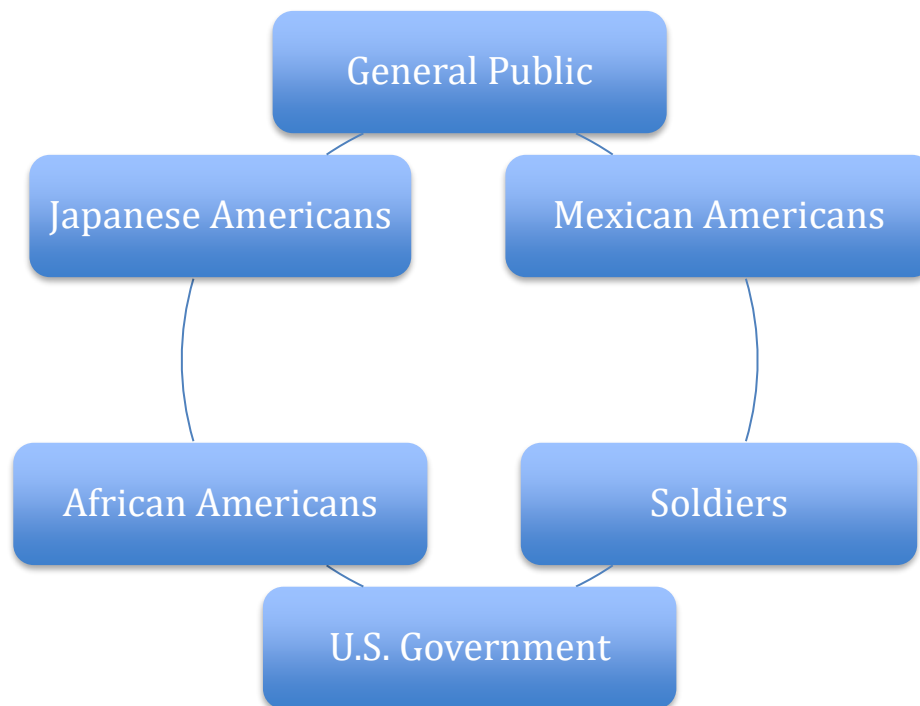 General Public
Japanese Americans
Mexican Americans
African Americans
Soldiers
U.S. Government